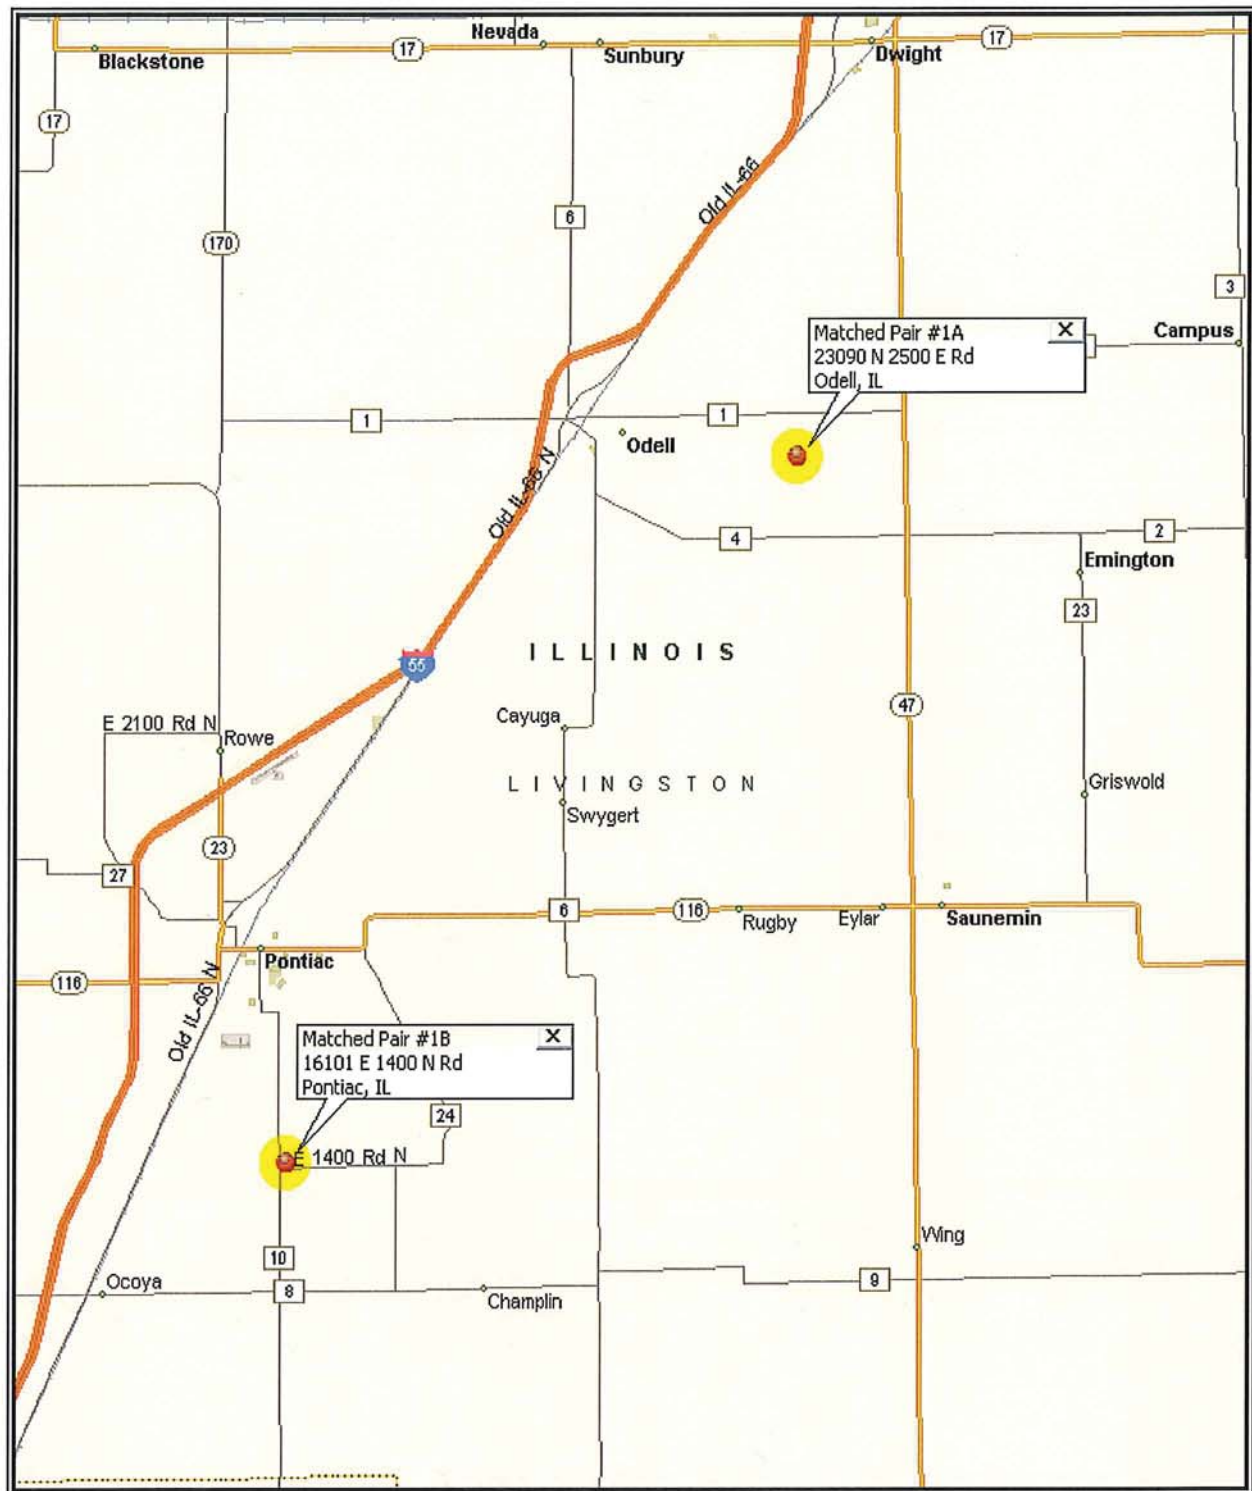 Nevada
17
Sunbury
17
Blackstone
Dwight
17
Old IL-66
6
170
3
Matched Pair #1A X
23090 N 2500 E Rd
Odell, IL
Campus
1
1
Odell
Old IL-66 N
4
2
Emington
23
ILLINOIS
55
47
Cayuga
E 2100 Rd N
Rowe
LIVINGSTON
Griswold
Swygert
23
27
6
116
Rugby
Eylar
Saunemin
Pontiac
116
Old IL-66 N
Matched Pair #1B X
16101 E 1400 N Rd
Pontiac, IL
24
E 1400 Rd N
Wing
10
Ocoya
8
9
Champlin